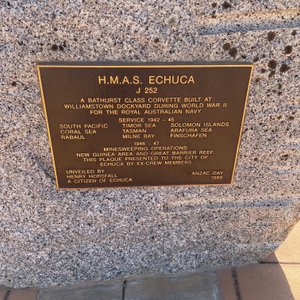 H.M.A.S. ECHUCA
J 252
A BATHURST CLASS CORVETTE BUILT AT
WILLIAMSTOWN DOCKYARD DURING WORLD WAR II
FOR THE ROYAL AUSTRALIAN NAVY
SERVICE 1942 - 45
SOUTH PACIFIC TIMOR SEA SOLOMON ISLANDS
CORAL SEA TASMAN ARAFURA SEA
RABAUL MILNE BAY FINSCHAFEN
1946 - 47
MINESWEEPING OPERATIONS
NEW GUINEA AREA AND GREAT BARRIER REEF
THIS PLAQUE PRESENTED TO THE CITY OF
ECHUCA BY EX-CREW MEMBERS
UNVEILED BY
HENRY HORSFALL ANZAC DAY
A CITIZEN OF ECHUCA 1989